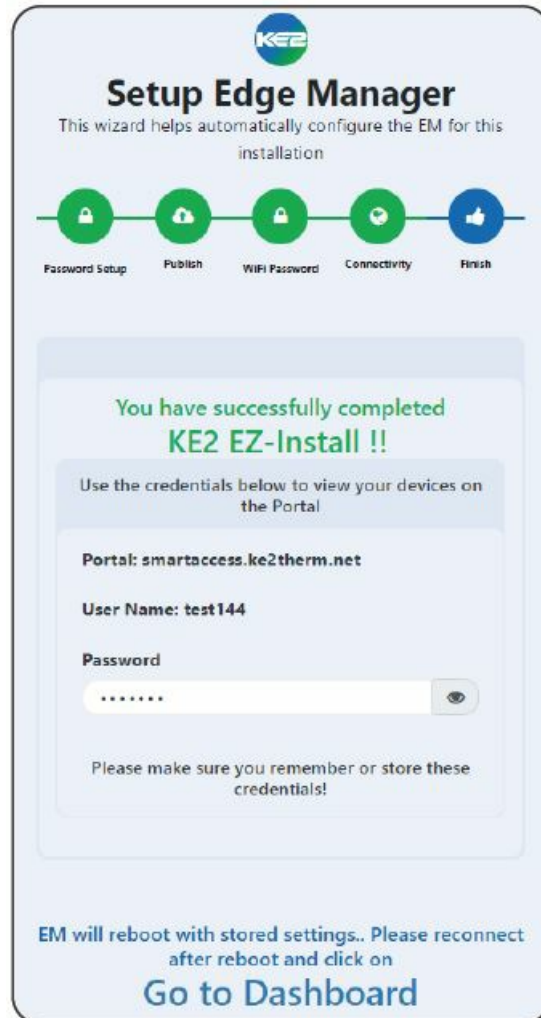 KE2
Setup Edge Manager
This wizard helps automatically configure the EM for this
installation
Password Setup
Publish
WiFi Password
Connectivity
Finish
You have successfully completed
KE2 EZ-Install !!
Use the credentials below to view your devices on
the Portal
Portal: smartaccess.ke2therm.net
User Name: test144
Password
•••••••
Please make sure you remember or store these
credentials!
EM will reboot with stored settings.. Please reconnect
after reboot and click on
Go to Dashboard